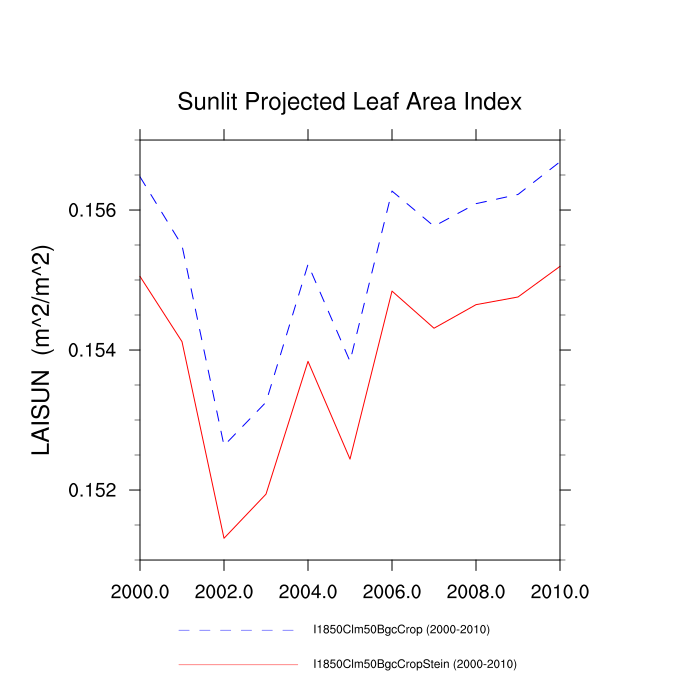 Sunlit Projected Leaf Area Index
LAISUN (m^2/m^2)
0.156
0.154
0.152
2000.0 2002.0 2004.0 2006.0 2008.0 2010.0
I1850Clm50BgcCrop (2000-2010)
I1850Clm50BgcCropStein (2000-2010)